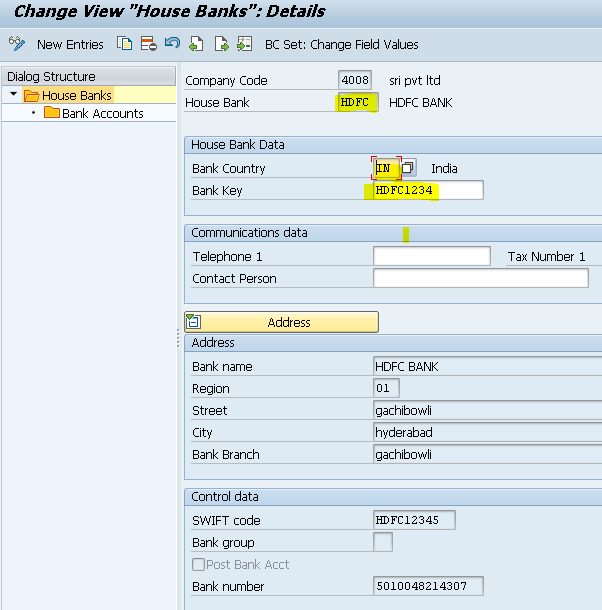 Change View "House Banks": Details
New Entries BC Set: Change Field Values
Dialog Structure
House Banks
Bank Accounts
Company Code 4008 sri pvt ltd
House Bank HDFC HDFC BANK
House Bank Data
Bank Country IN India
Bank Key HDFC1234
Communications data
Telephone 1 Tax Number 1
Contact Person
Address
Address
Bank name HDFC BANK
Region 01
Street gachibowli
City hyderabad
Bank Branch gachibowli
Control data
SWIFT code HDFC12345
Bank group
Post Bank Acct
Bank number 5010048214307